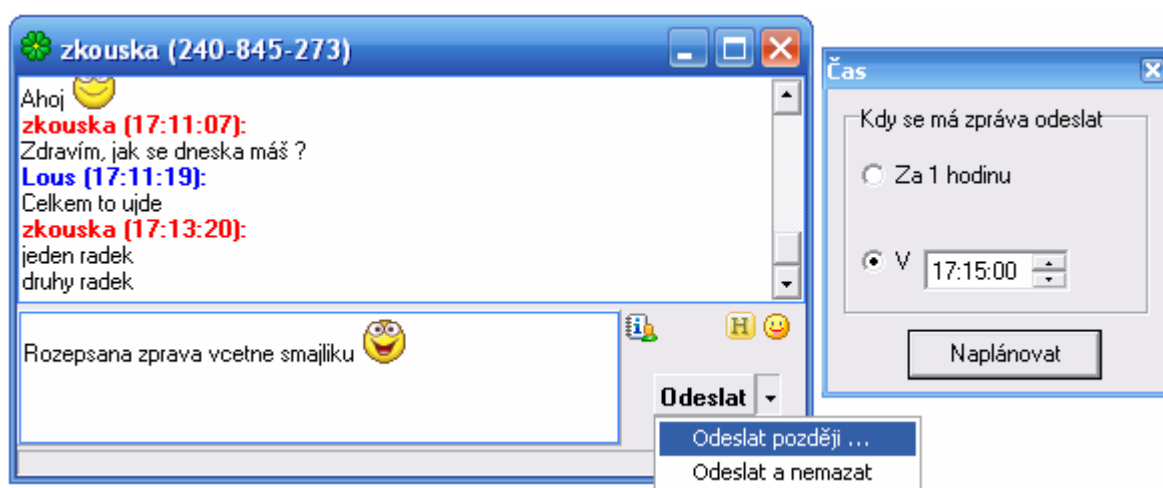 zkouska (240-845-273)
Ahoj
zkouska (17:11:07):
Zdravím, jak se dneska máš ?
Lous (17:11:19):
Celkem to ujde
zkouska (17:13:20):
jeden radek
druhy radek
Rozepsana zprava vcetne smajliku
H
Odeslat
Odeslat později ...
Odeslat a nemazat
Čas
Kdy se má zpráva odeslat
Za 1 hodinu
V 17:15:00
Naplánovat